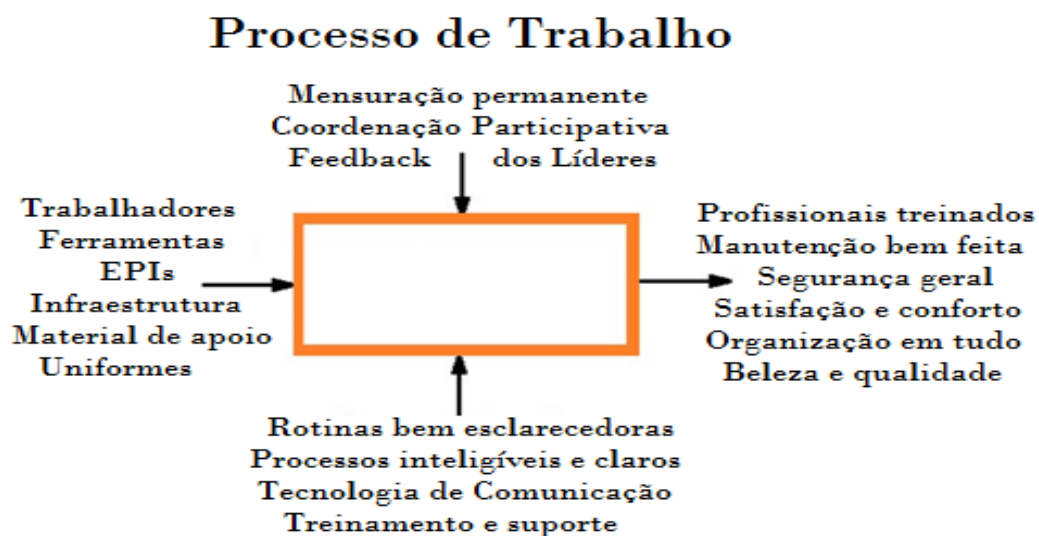 Processo de Trabalho
Mensuração permanente
Coordenação Participativa
Feedback dos Líderes
Trabalhadores
Ferramentas
EPIs
Infraestrutura
Material de apoio
Uniformes
Profissionais treinados
Manutenção bem feita
Segurança geral
Satisfação e conforto
Organização em tudo
Beleza e qualidade
Rotinas bem esclarecedoras
Processos inteligíveis e claros
Tecnologia de Comunicação
Treinamento e suporte